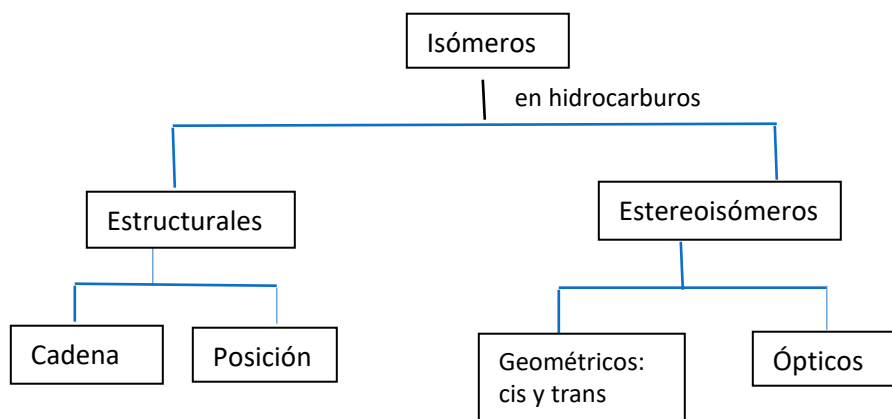 Isómeros
en hidrocarburos
Estructurales
Estereoisómeros
Cadena
Posición
Geométricos:
cis y trans
Ópticos